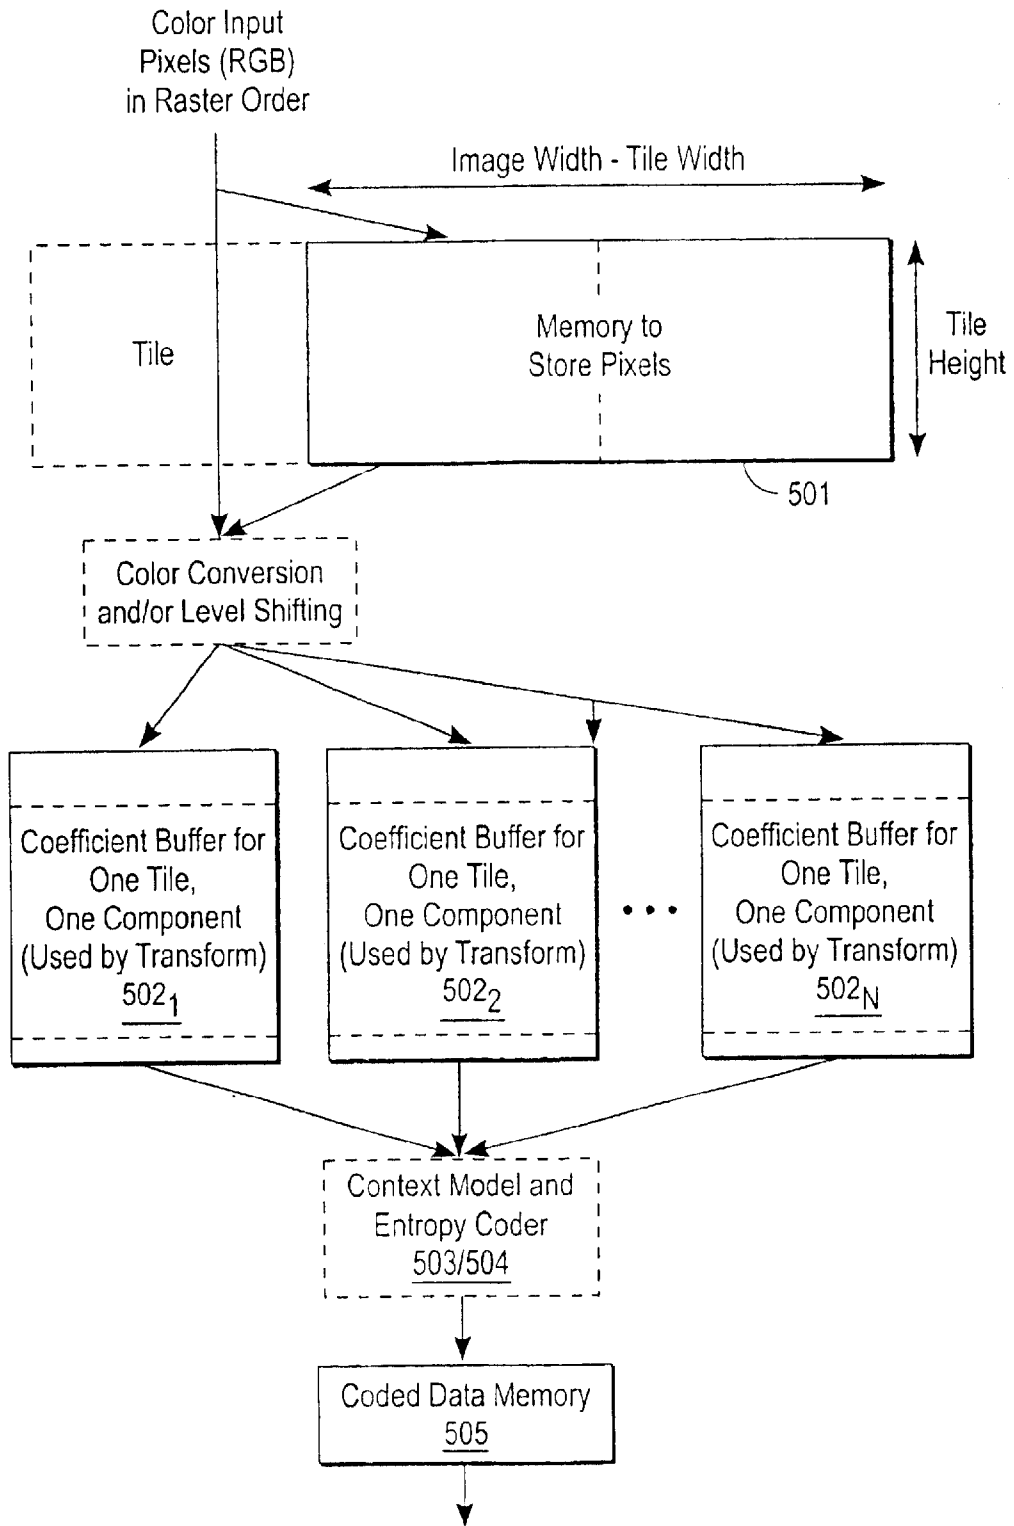 Color Input
Pixels (RGB)
in Raster Order
Image Width - Tile Width
Tile
Memory to
Store Pixels
Tile
Height
501
Color Conversion
and/or Level Shifting
Coefficient Buffer for
One Tile,
One Component
(Used by Transform)
502₁
Coefficient Buffer for
One Tile,
One Component
(Used by Transform)
502₂
Coefficient Buffer for
One Tile,
One Component
(Used by Transform)
502N
Context Model and
Entropy Coder
503/504
Coded Data Memory
505